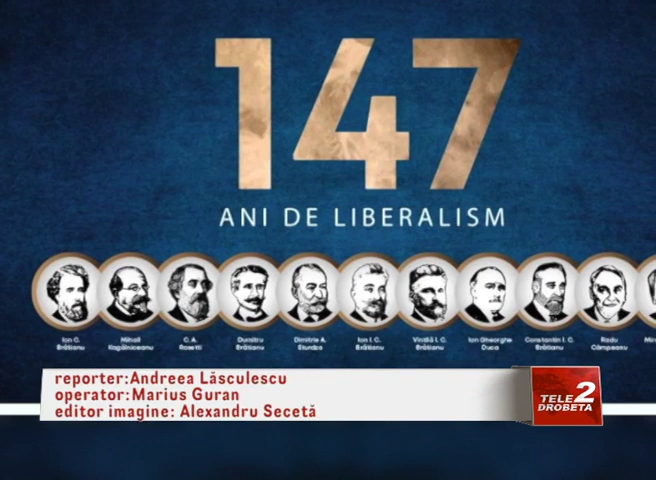 147
ANI DE LIBERALISM
Ion C.
Brătianu
Mihail
Kogălniceanu
C. A.
Rosetti
Dumitru
Brătianu
Dimitrie A.
Sturdza
Ion I. C.
Brătianu
Vintilă I. C.
Brătianu
Ion Gheorghe
Duca
Constantin I. C.
Brătianu
Radu
Câmpeanu
reporter:Andreea Lăsculescu
operator:Marius Guran
editor imagine: Alexandru Secetă
TELE 2
DROBETA